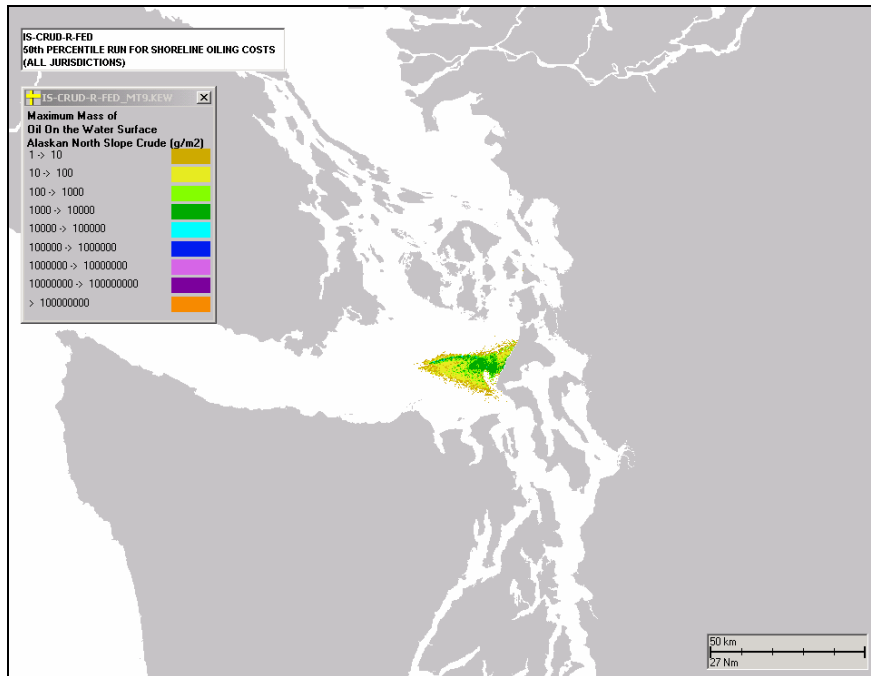 IS-CRUD-R-FED
50th PERCENTILE RUN FOR SHORELINE OILING COSTS
(ALL JURISDICTIONS)
IS-CRUD-R-FED_MT9.KEW
Maximum Mass of
Oil On the Water Surface
Alaskan North Slope Crude (g/m2)
1 -> 10
10 -> 100
100 -> 1000
1000 -> 10000
10000 -> 100000
100000 -> 1000000
1000000 -> 10000000
10000000 -> 100000000
> 100000000
50 km
27 Nm